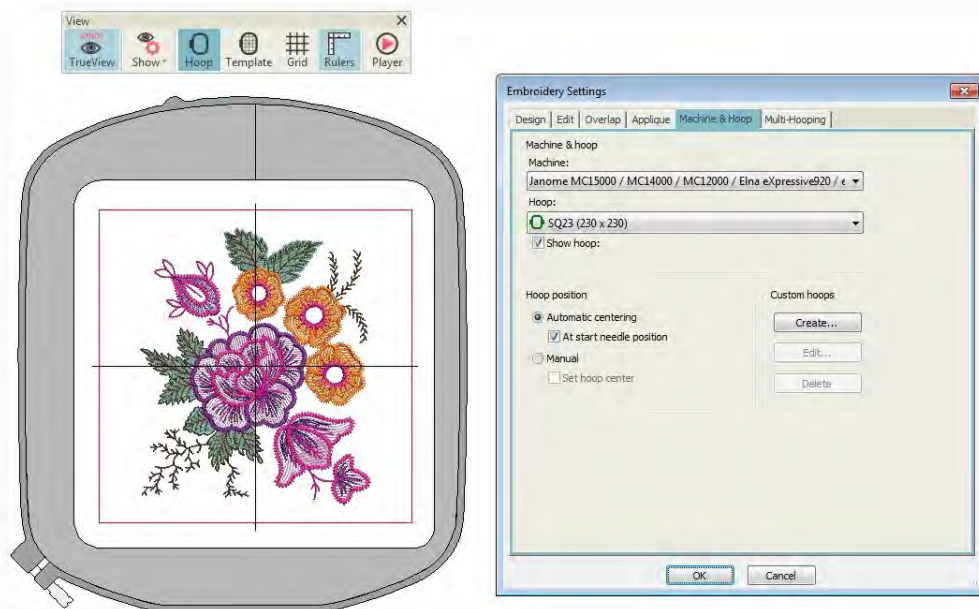 View
TrueView Show Hoop Template Grid Rulers Player
Embroidery Settings
Design Edit Overlap Applique Machine & Hoop Multi-Hooping
Machine & hoop
Machine:
Janome MC15000 / MC14000 / MC12000 / Elna eXpressive920 / e
Hoop:
SQ23 (230 x 230)
Show hoop:
Hoop position
Automatic centering
At start needle position
Manual
Set hoop center
Custom hoops
Create...
Edit...
Delete
OK Cancel